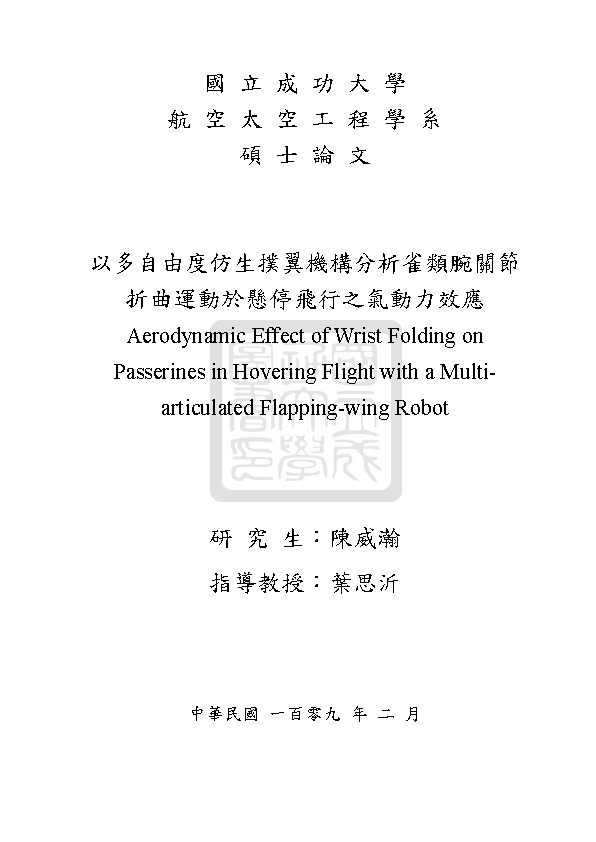 國 立 成 功 大 學
航 空 太 空 工 程 學 系
碩 士 論 文
以多自由度仿生撲翼機構分析雀類腕關節
折曲運動於懸停飛行之氣動力效應
Aerodynamic Effect of Wrist Folding on
Passerines in Hovering Flight with a Multi-
articulated Flapping-wing Robot
研 究 生：陳威瀚
指導教授：葉思沂
中華民國 一百零九 年 二 月